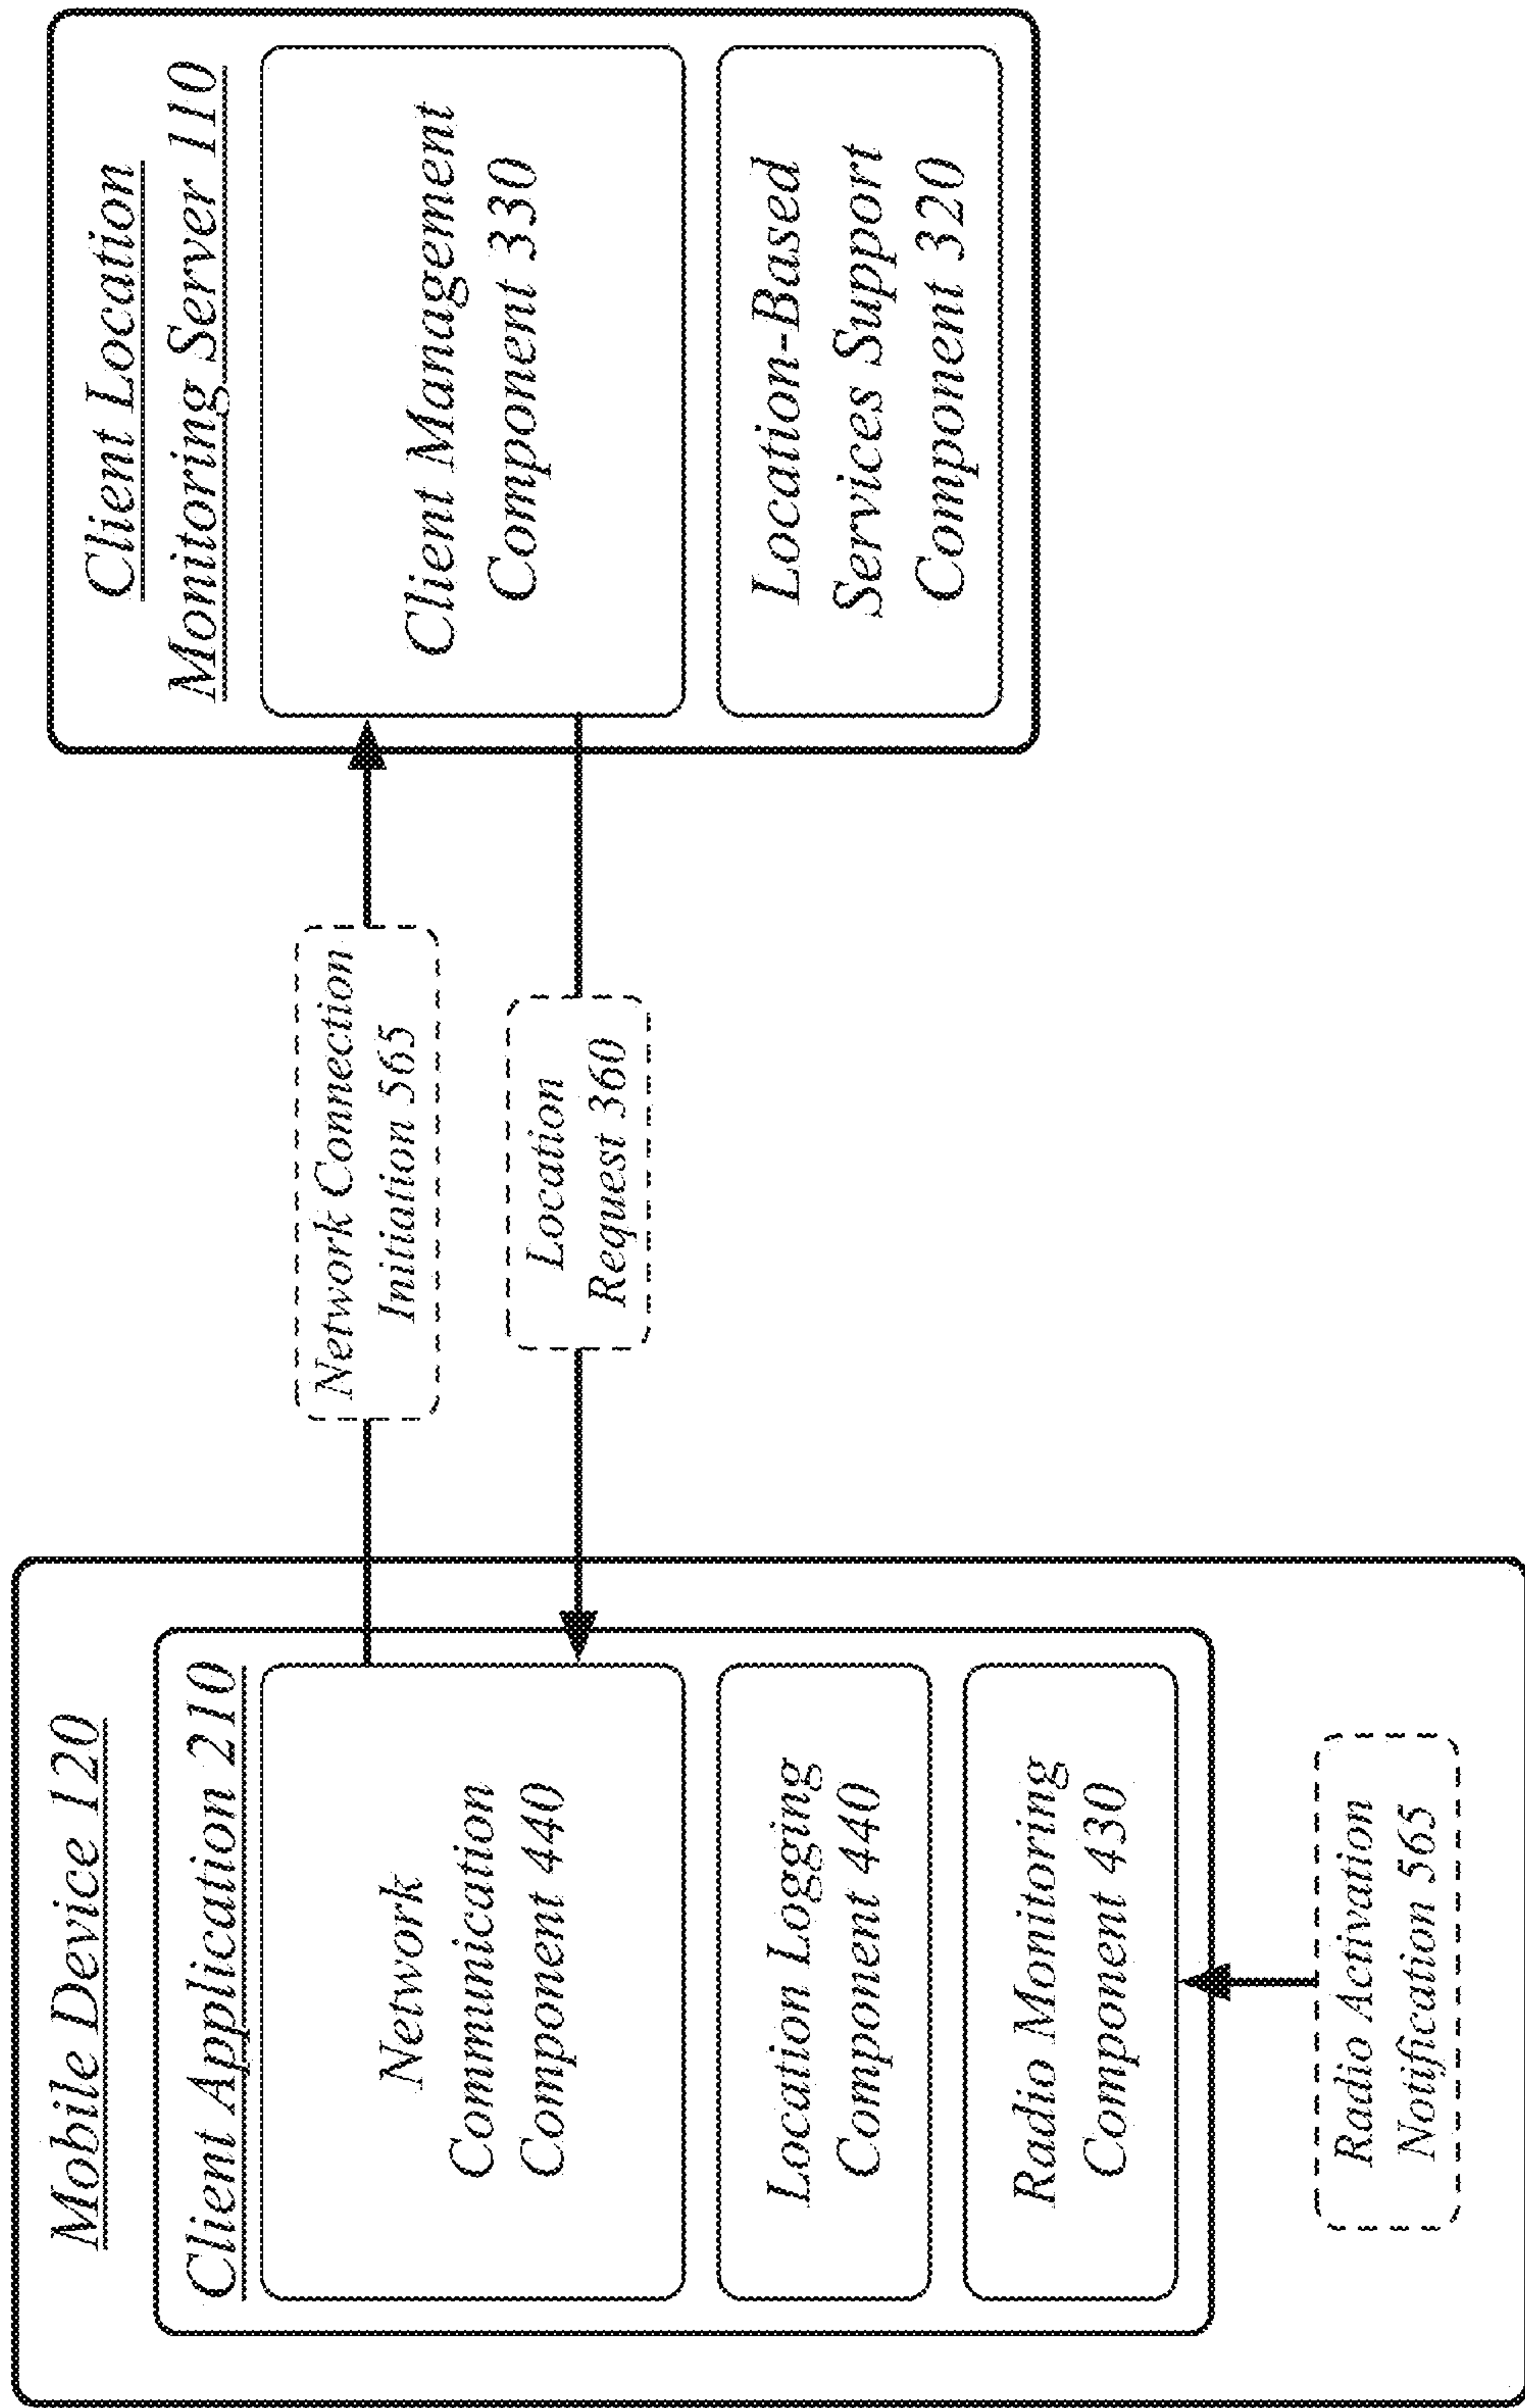 Mobile Device 120
Client Application 210
Network
Communication
Component 440
Location Logging
Component 440
Radio Monitoring
Component 430
Radio Activation
Notification 565
Network Connection
Initiation 565
Location
Request 360
Client Location
Monitoring Server 110
Client Management
Component 330
Location-Based
Services Support
Component 320